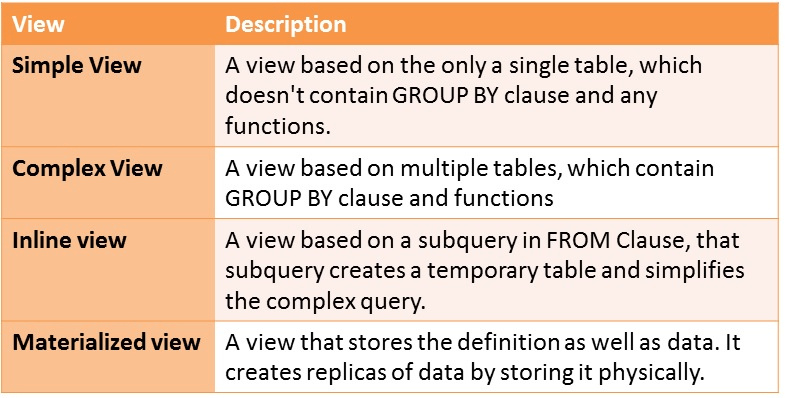 View Description
Simple View A view based on the only a single table, which
doesn't contain GROUP BY clause and any
functions.
Complex View A view based on multiple tables, which contain
GROUP BY clause and functions
Inline view A view based on a subquery in FROM Clause, that
subquery creates a temporary table and simplifies
the complex query.
Materialized view A view that stores the definition as well as data. It
creates replicas of data by storing it physically.